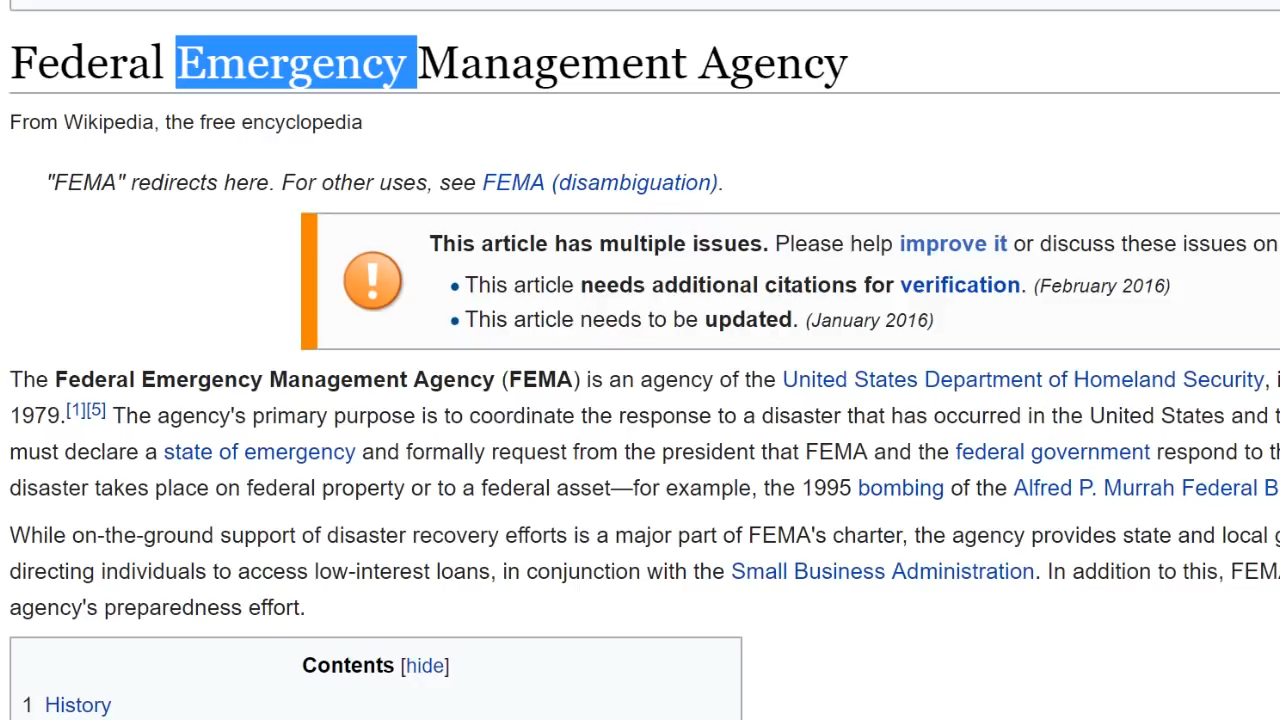 Federal Emergency Management Agency
From Wikipedia, the free encyclopedia
"FEMA" redirects here. For other uses, see FEMA (disambiguation).
This article has multiple issues. Please help improve it or discuss these issues on
• This article needs additional citations for verification. (February 2016)
• This article needs to be updated. (January 2016)
The Federal Emergency Management Agency (FEMA) is an agency of the United States Department of Homeland Security,
1979.[1][5] The agency's primary purpose is to coordinate the response to a disaster that has occurred in the United States and
must declare a state of emergency and formally request from the president that FEMA and the federal government respond to
disaster takes place on federal property or to a federal asset—for example, the 1995 bombing of the Alfred P. Murrah Federal
While on-the-ground support of disaster recovery efforts is a major part of FEMA's charter, the agency provides state and local
directing individuals to access low-interest loans, in conjunction with the Small Business Administration. In addition to this,
agency's preparedness effort.
Contents [hide]
1 History